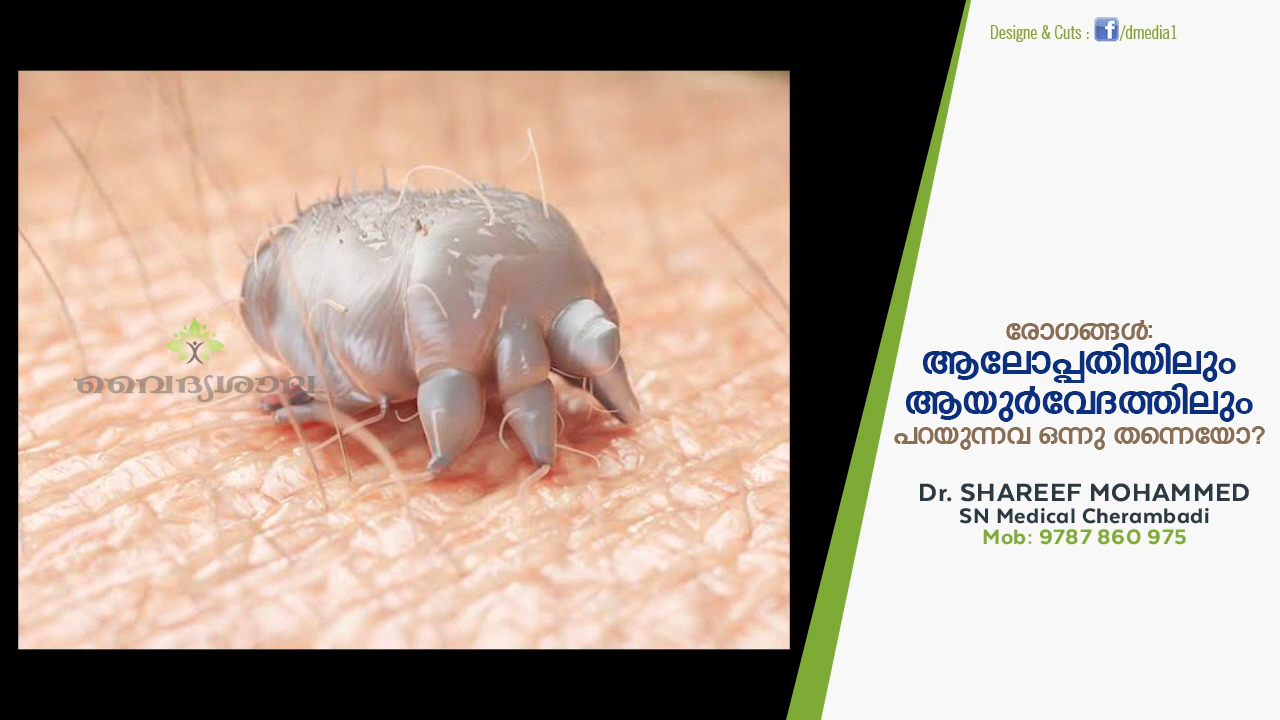 Designe & Cuts : f/dmedia1
വൈദ്യശാല
രോഗങ്ങൾ:
ആലോപ്പതിയിലും
ആയുർവേദത്തിലും
പറയുന്നവ ഒന്നു തന്നെയോ?
Dr. SHAREEF MOHAMMED
SN Medical Cherambadi
Mob: 9787 860 975